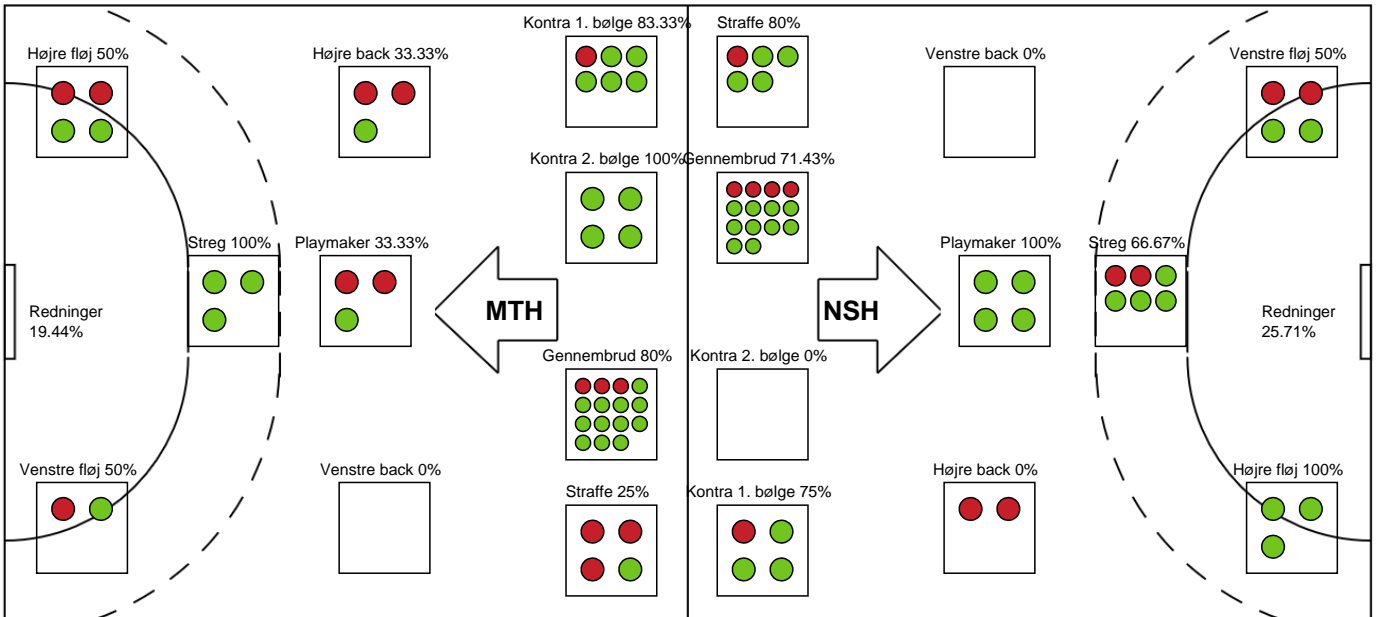 Kontra 1. bølge 83.33%
Straffe 80%
Højre fløj 50%
Højre back 33.33%
Venstre back 0%
Venstre fløj 50%
Kontra 2. bølge 100%
Gennembrud 71.43%
Streg 100%
Playmaker 33.33%
Playmaker 100%
Streg 66.67%
Redninger
19.44%
MTH
NSH
Redninger
25.71%
Gennembrud 80%
Kontra 2. bølge 0%
Venstre fløj 50%
Venstre back 0%
Højre back 0%
Højre fløj 100%
Straffe 25%
Kontra 1. bølge 75%